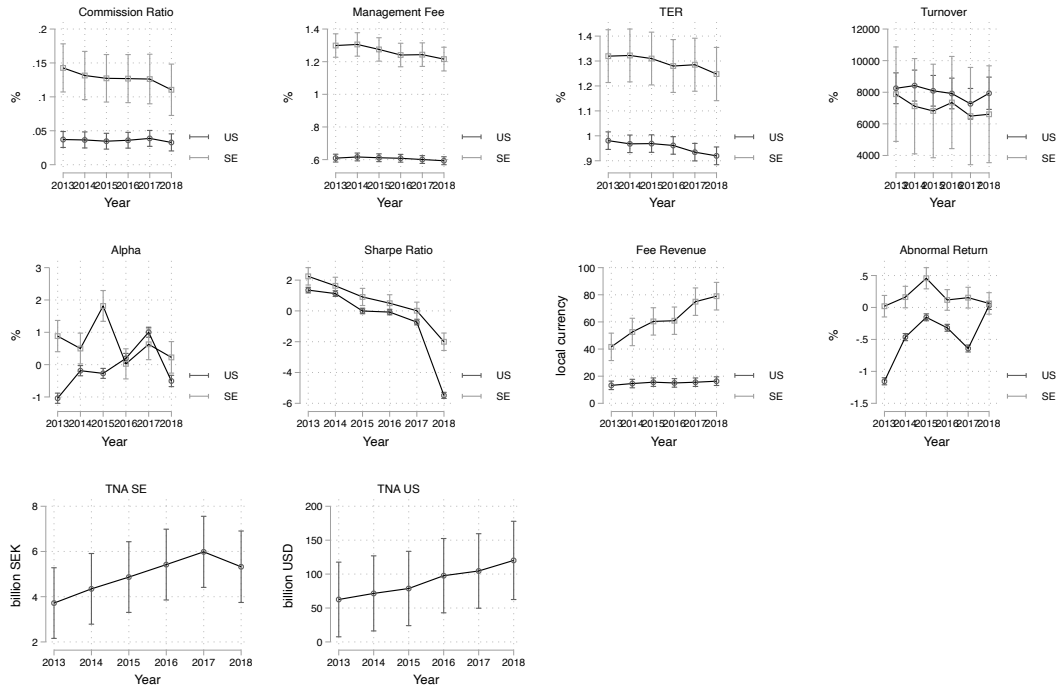 Commission Ratio
.2
.15
.1
.05
0
%
2013 2014 2015 2016 2017 2018
Year
US
SE
Management Fee
1.4
1.2
1
.8
.6
%
2013 2014 2015 2016 2017 2018
Year
US
SE
TER
1.4
1.3
1.2
1.1
1
.9
%
2013 2014 2015 2016 2017 2018
Year
US
SE
Turnover
12000
10000
8000
6000
4000
%
2013 2014 2015 2016 2017 2018
Year
US
SE
Alpha
3
2
1
0
-1
%
2013 2014 2015 2016 2017 2018
Year
US
SE
Sharpe Ratio
2
0
-2
-4
-6
2013 2014 2015 2016 2017 2018
Year
US
SE
Fee Revenue
100
80
60
40
20
0
local currency
2013 2014 2015 2016 2017 2018
Year
US
SE
Abnormal Return
.5
0
-.5
-1
-1.5
%
2013 2014 2015 2016 2017 2018
Year
US
SE
TNA SE
8
6
4
2
billion SEK
2013 2014 2015 2016 2017 2018
Year
TNA US
200
150
100
50
0
billion USD
2013 2014 2015 2016 2017 2018
Year